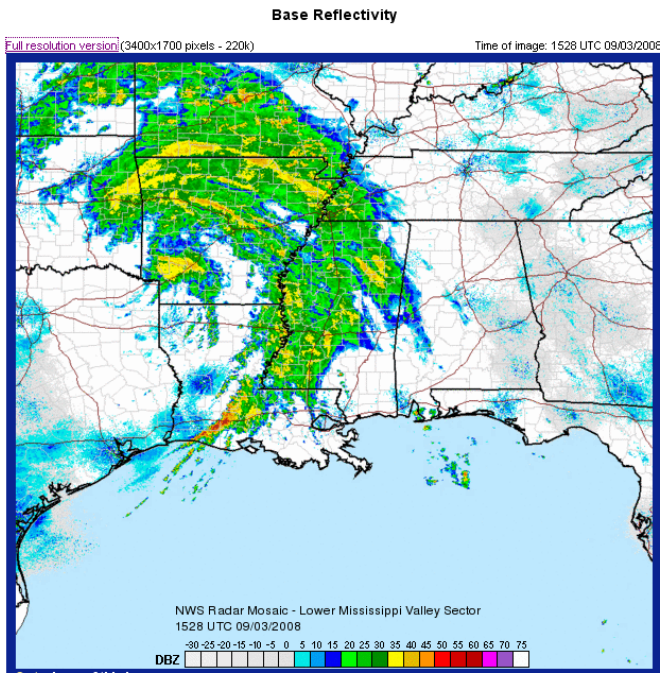 Base Reflectivity
Full resolution version (3400x1700 pixels - 220k) Time of image: 1528 UTC 09/03/2008
NWS Radar Mosaic - Lower Mississippi Valley Sector
1528 UTC 09/03/2008
DBZ -30 -25 -20 -15 -10 -5 0 5 10 15 20 25 30 35 40 45 50 55 60 65 70 75